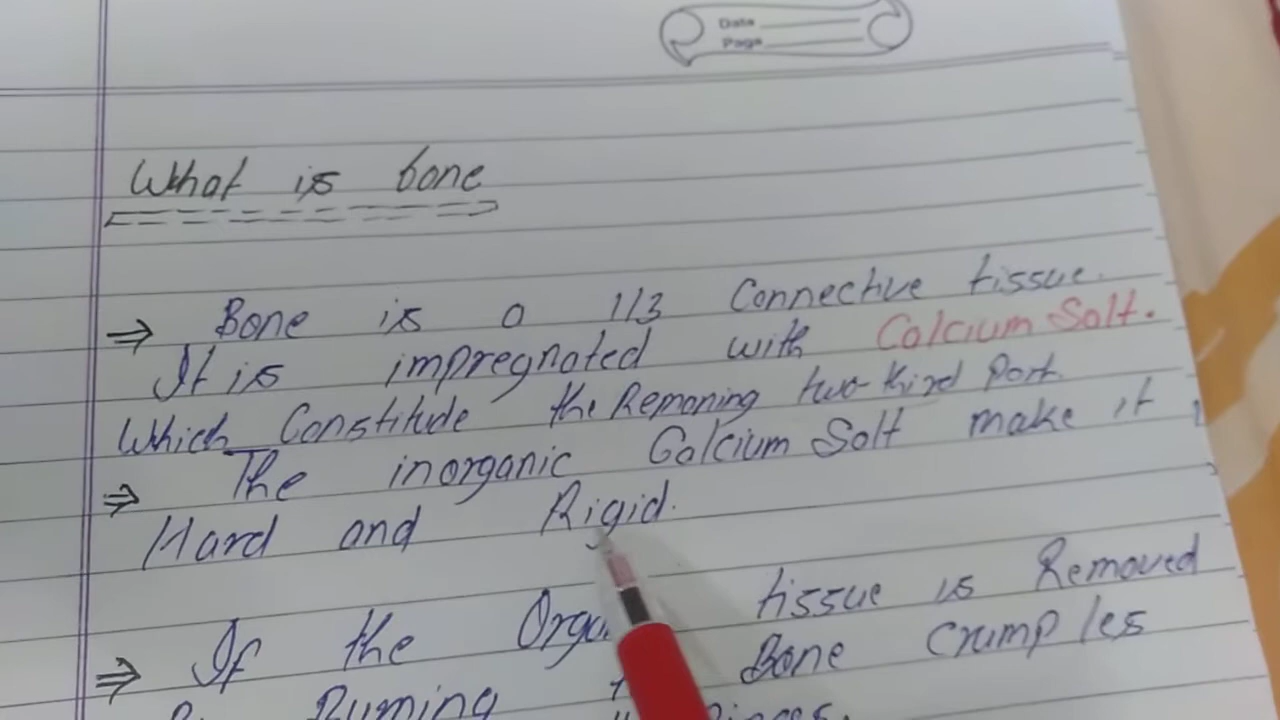 Date
Page
What is bone
⇒ Bone is a 1/3 Connective tissue.
It is impregnated with Calcium Salt.
Which Constitude the Remoning two-Kird Part
⇒ The inorganic Calcium Salt make it
Hard and Rigid.
⇒ If the tissue is Removed
Bone Crumples